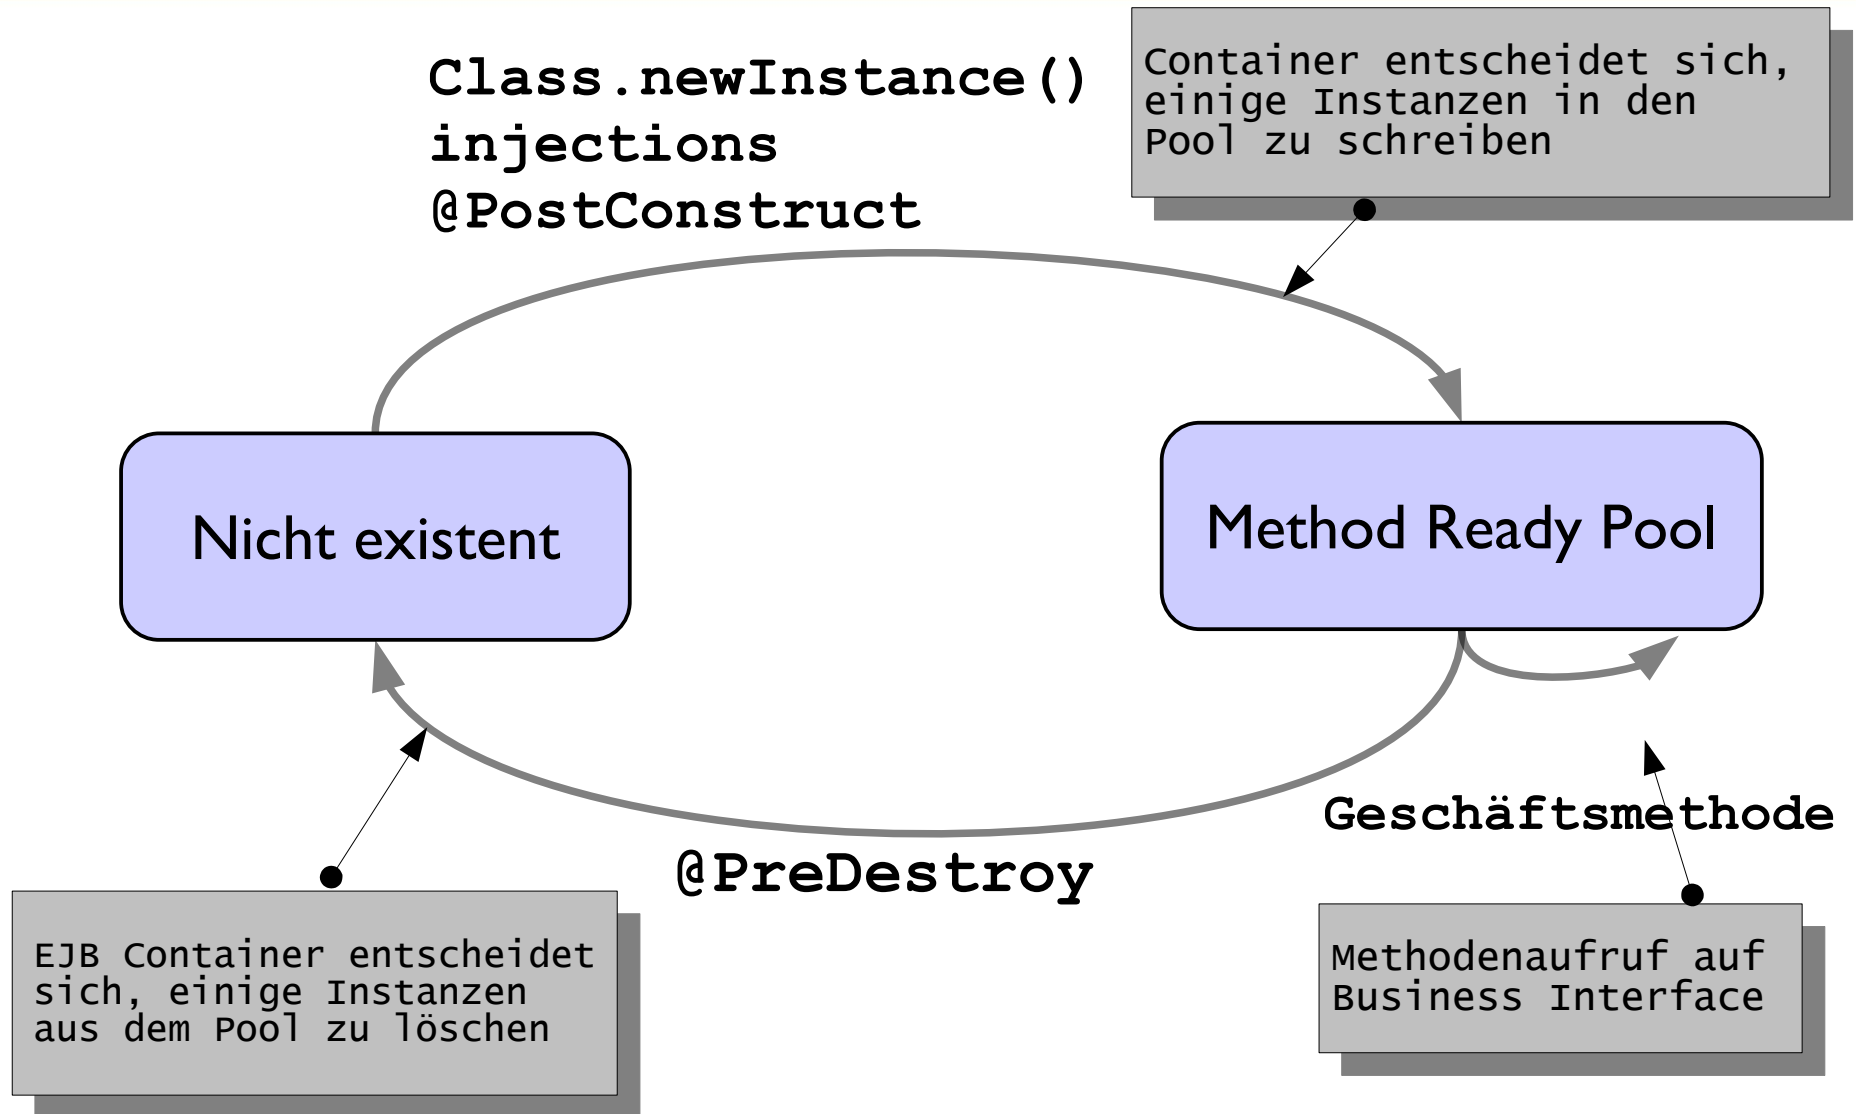 Class.newInstance()
injections
@PostConstruct
Container entscheidet sich,
einige Instanzen in den
Pool zu schreiben
Nicht existent
Method Ready Pool
Geschäftsmethode
@PreDestroy
EJB Container entscheidet
sich, einige Instanzen
aus dem Pool zu löschen
Methodenaufruf auf
Business Interface